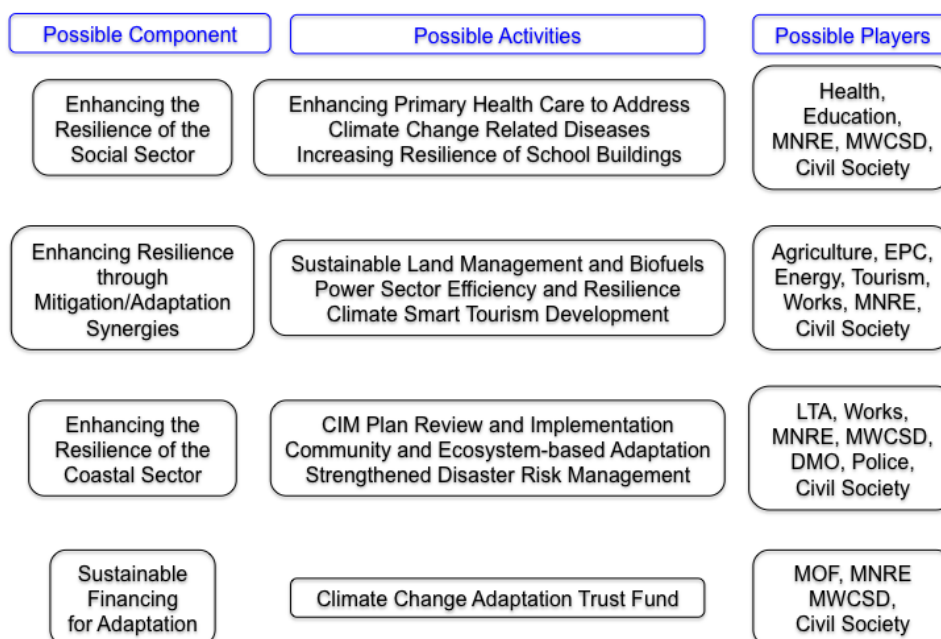 Possible Component
Possible Activities
Possible Players
Enhancing the
Resilience of the
Social Sector
Enhancing Primary Health Care to Address
Climate Change Related Diseases
Increasing Resilience of School Buildings
Health,
Education,
MNRE, MWCSD,
Civil Society
Enhancing Resilience
through
Mitigation/Adaptation
Synergies
Sustainable Land Management and Biofuels
Power Sector Efficiency and Resilience
Climate Smart Tourism Development
Agriculture, EPC,
Energy, Tourism,
Works, MNRE,
Civil Society
Enhancing the
Resilience of the
Coastal Sector
CIM Plan Review and Implementation
Community and Ecosystem-based Adaptation
Strengthened Disaster Risk Management
LTA, Works,
MNRE, MWCSD,
DMO, Police,
Civil Society
Sustainable
Financing
for Adaptation
Climate Change Adaptation Trust Fund
MOF, MNRE
MWCSD,
Civil Society